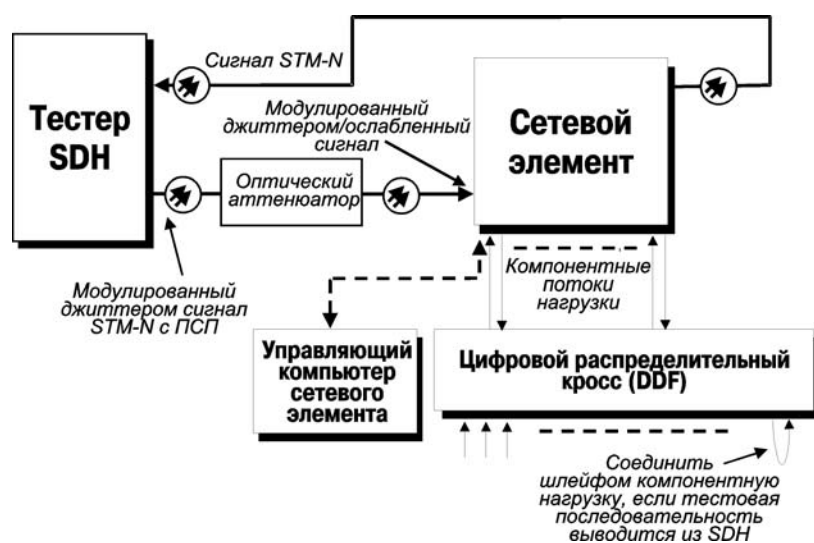 Сигнал STM-N
Тестер
SDH
Модулированный
джиттером/ослабленный
сигнал
Сетевой
элемент
Оптический
аттенюатор
Модулированный
джиттером сигнал
STM-N с ПСП
Компонентные
потоки
нагрузки
Управляющий
компьютер
сетевого
элемента
Цифровой распределительный
кросс (DDF)
Соединить
шлейфом компонентную
нагрузку, если тестовая
последовательность
выводится из SDH